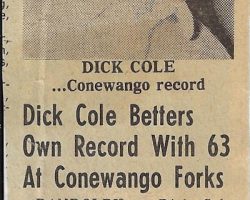 DICK COLE
...Conewango record
Dick Cole Betters
Own Record With 63
At Conewango Forks